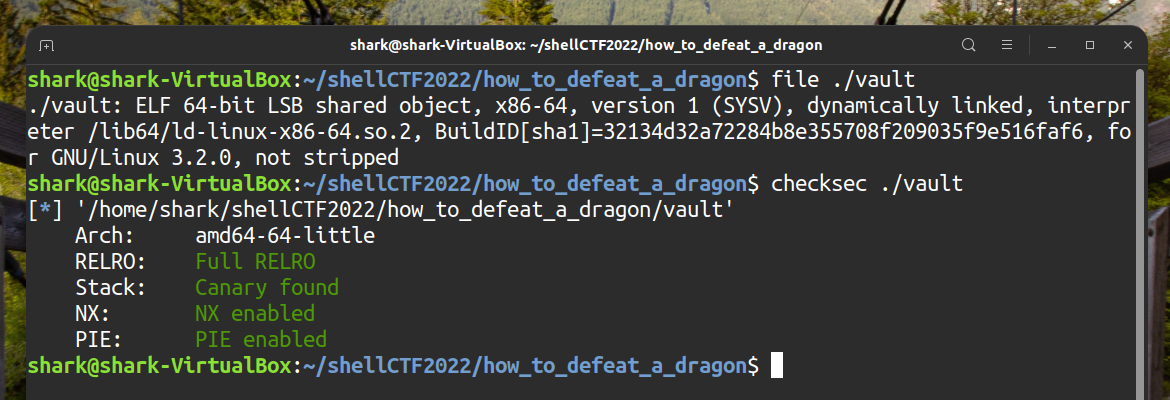 shark@shark-VirtualBox: ~/shellCTF2022/how_to_defeat_a_dragon
shark@shark-VirtualBox:~/shellCTF2022/how_to_defeat_a_dragon$ file ./vault
./vault: ELF 64-bit LSB shared object, x86-64, version 1 (SYSV), dynamically linked, interpr
eter /lib64/ld-linux-x86-64.so.2, BuildID[sha1]=32134d32a72284b8e355708f209035f9e516faf6, fo
r GNU/Linux 3.2.0, not stripped
shark@shark-VirtualBox:~/shellCTF2022/how_to_defeat_a_dragon$ checksec ./vault
[*] '/home/shark/shellCTF2022/how_to_defeat_a_dragon/vault'
    Arch:     amd64-64-little
    RELRO:    Full RELRO
    Stack:    Canary found
    NX:       NX enabled
    PIE:      PIE enabled
shark@shark-VirtualBox:~/shellCTF2022/how_to_defeat_a_dragon$